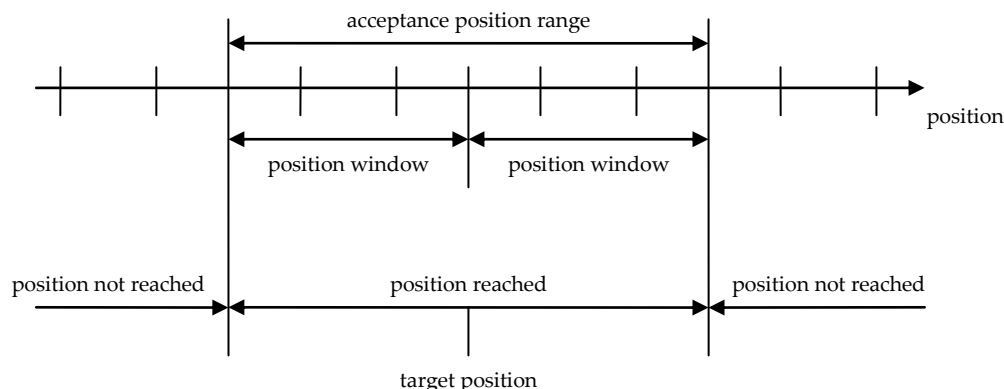 acceptance position range
position
position window
position window
position not reached
position reached
position not reached
target position